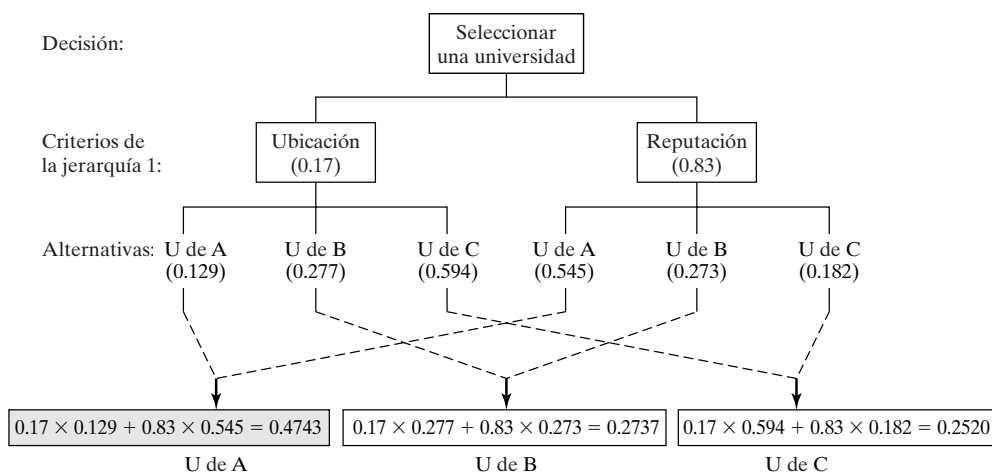 Decisión:
Seleccionar
una universidad
Criterios de
la jerarquía 1:
Ubicación
(0.17)
Reputación
(0.83)
Alternativas:
U de A
(0.129)
U de B
(0.277)
U de C
(0.594)
U de A
(0.545)
U de B
(0.273)
U de C
(0.182)
0.17 × 0.129 + 0.83 × 0.545 = 0.4743
0.17 × 0.277 + 0.83 × 0.273 = 0.2737
0.17 × 0.594 + 0.83 × 0.182 = 0.2520
U de A
U de B
U de C